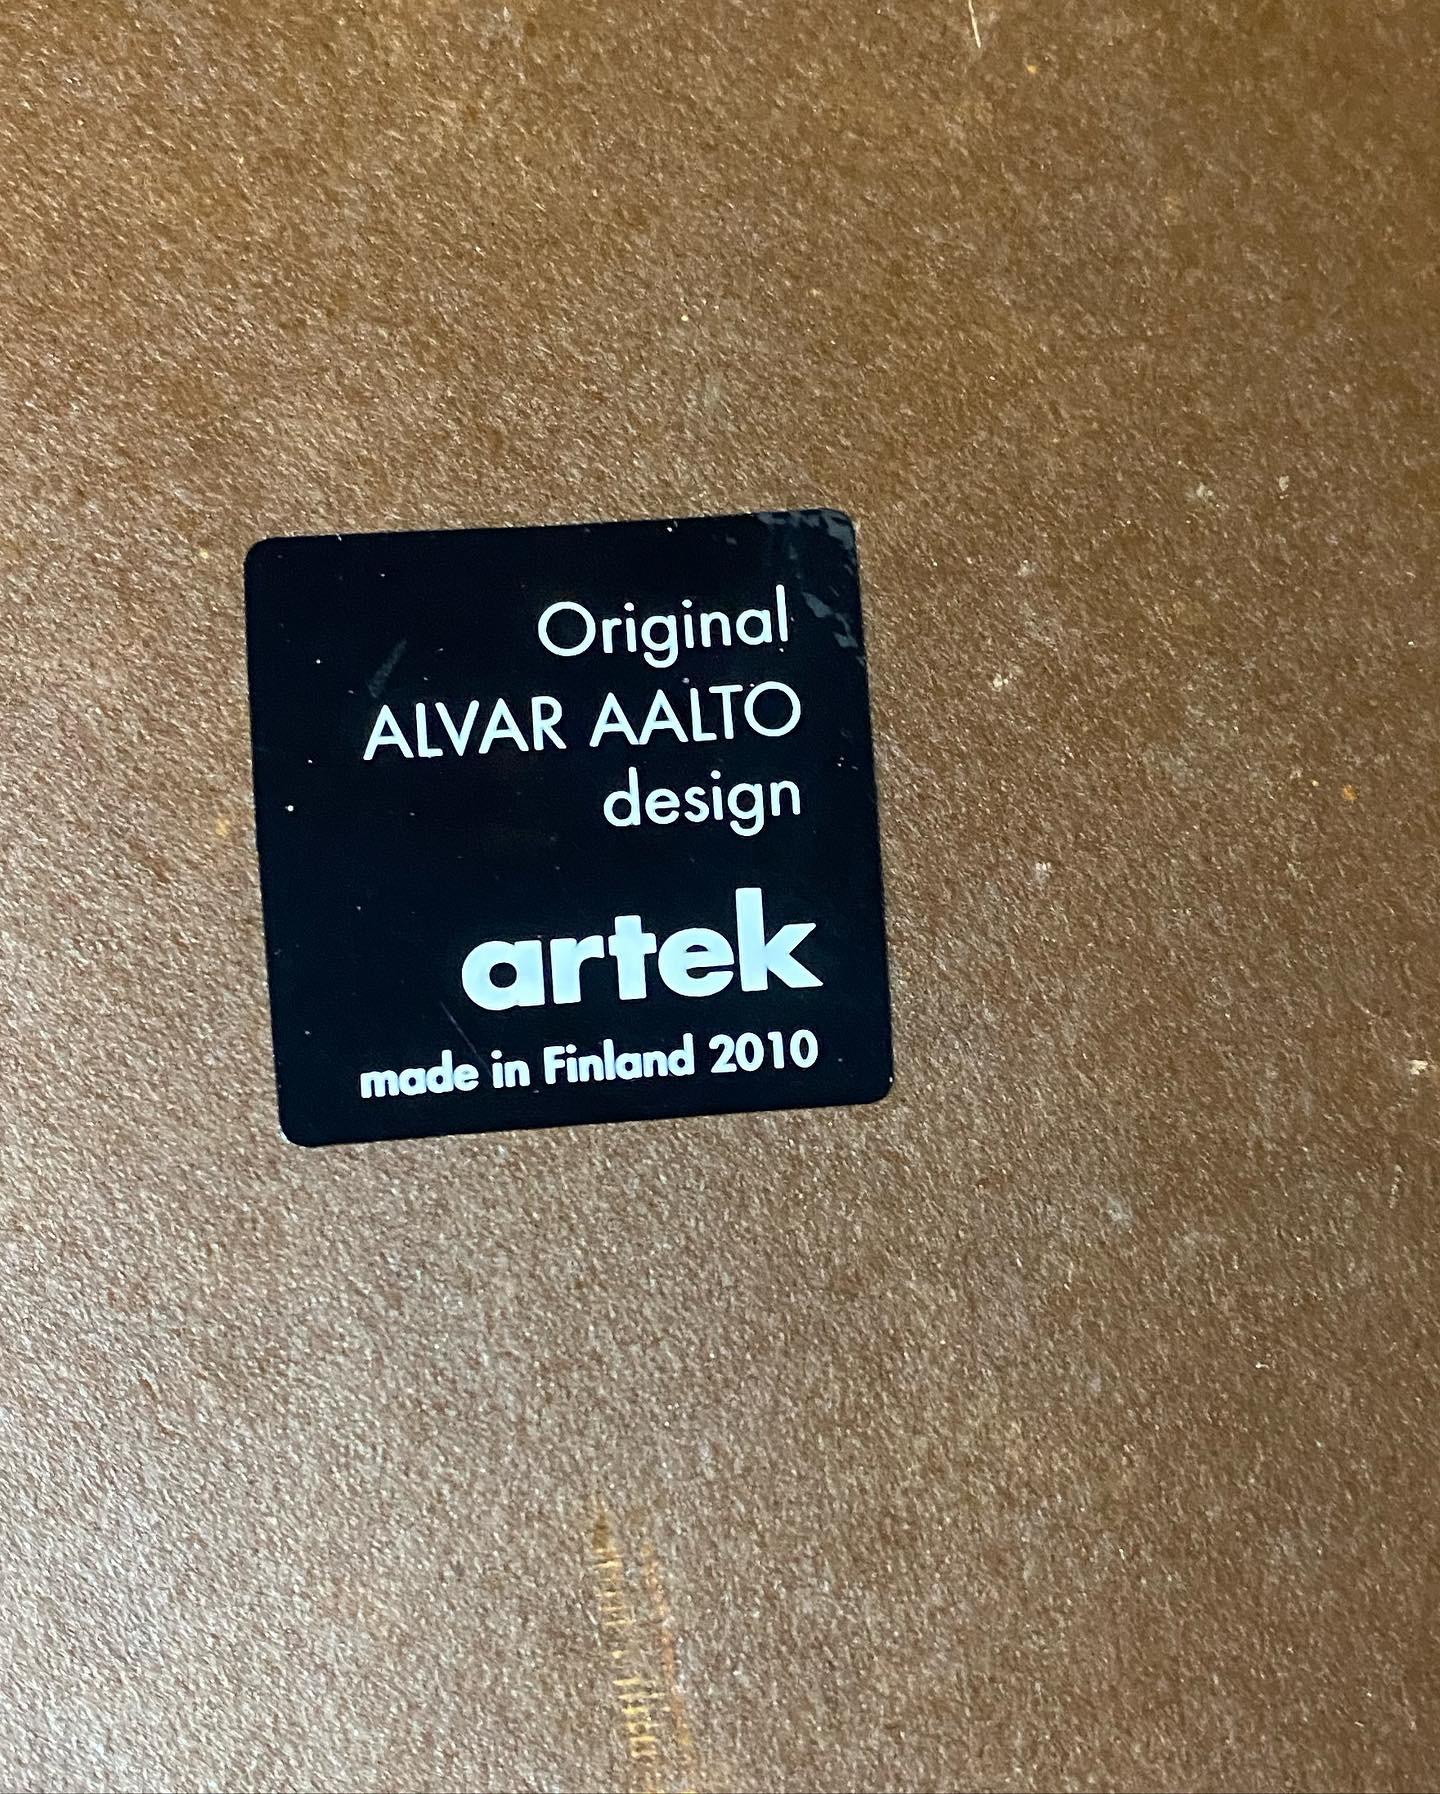 Original
ALVAR AALTO
design
artek
made in Finland 2010